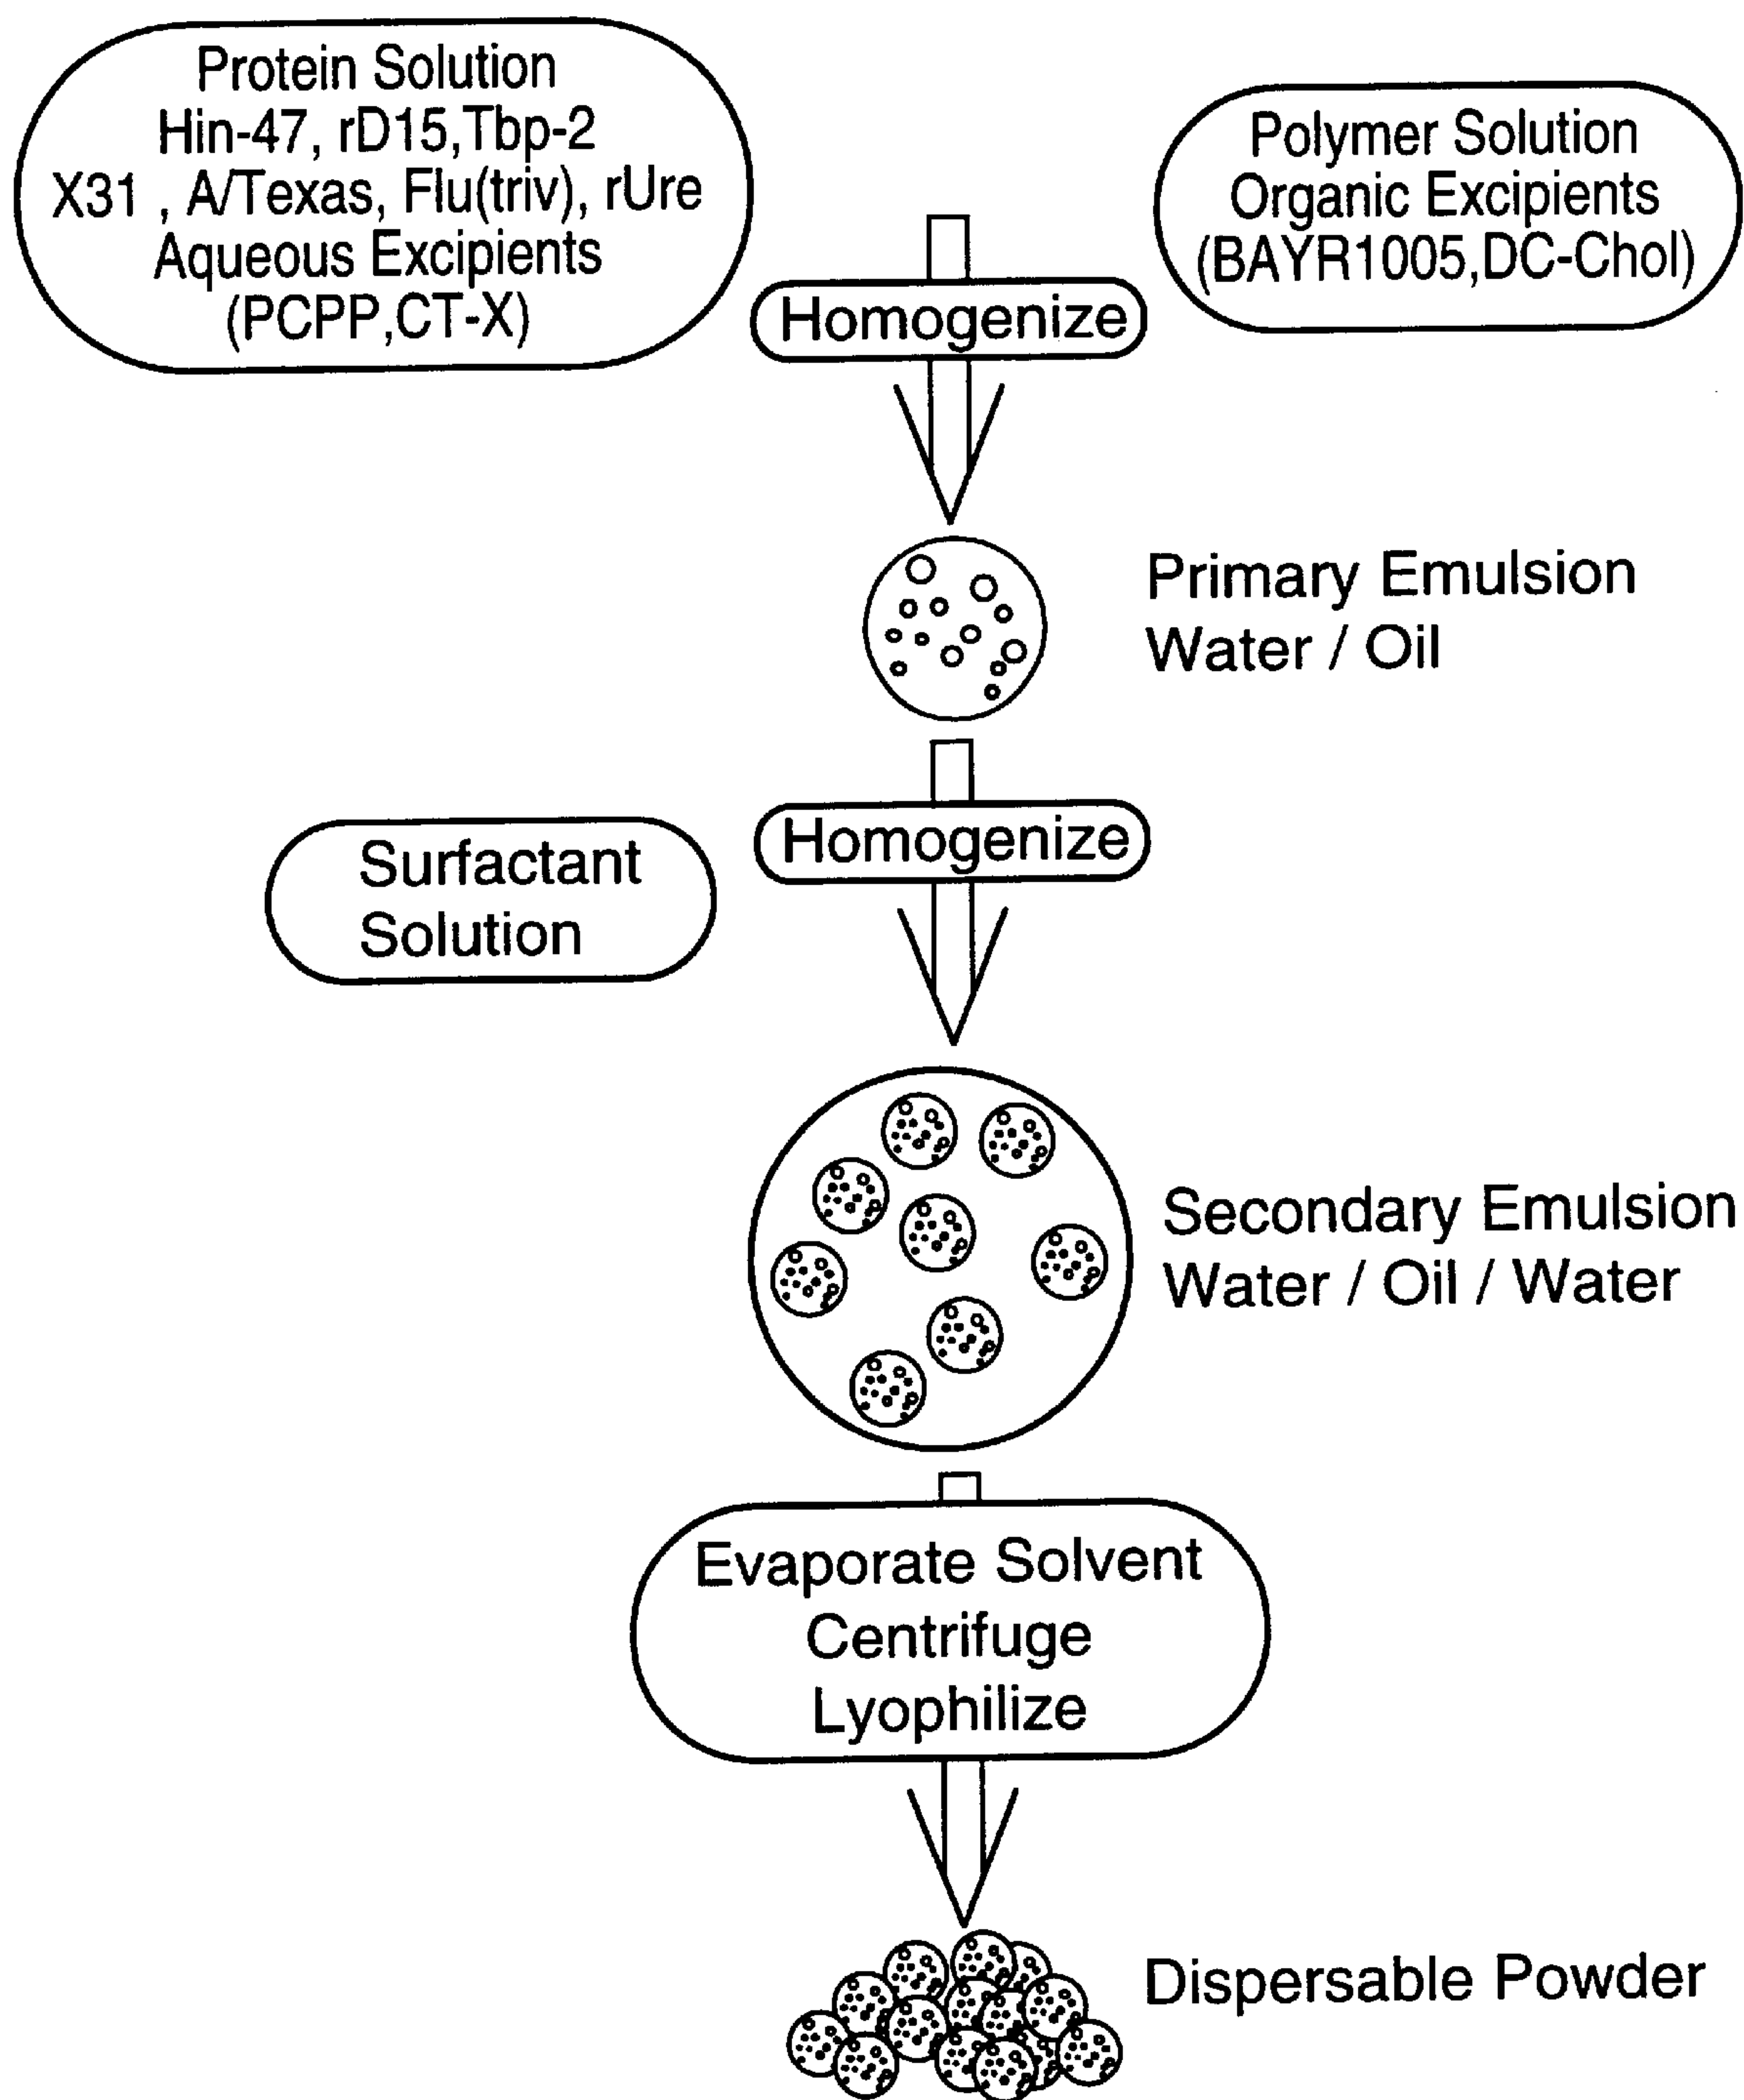 Protein Solution
Hin-47, rD15,Tbp-2
X31 , A/Texas, Flu(triv), rUre
Aqueous Excipients
(PCPP,CT-X)
Polymer Solution
Organic Excipients
(BAYR1005,DC-Chol)
Homogenize
Primary Emulsion
Water / Oil
Homogenize
Surfactant
Solution
Secondary Emulsion
Water / Oil / Water
Evaporate Solvent
Centrifuge
Lyophilize
Dispersable Powder